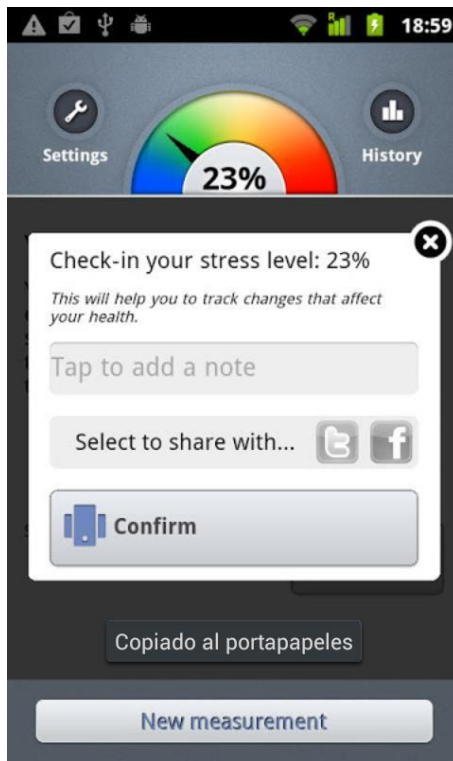 18:59
Settings
History
23%
Check-in your stress level: 23%
This will help you to track changes that affect
your health.
Tap to add a note
Select to share with...
Confirm
Copiado al portapapeles
New measurement